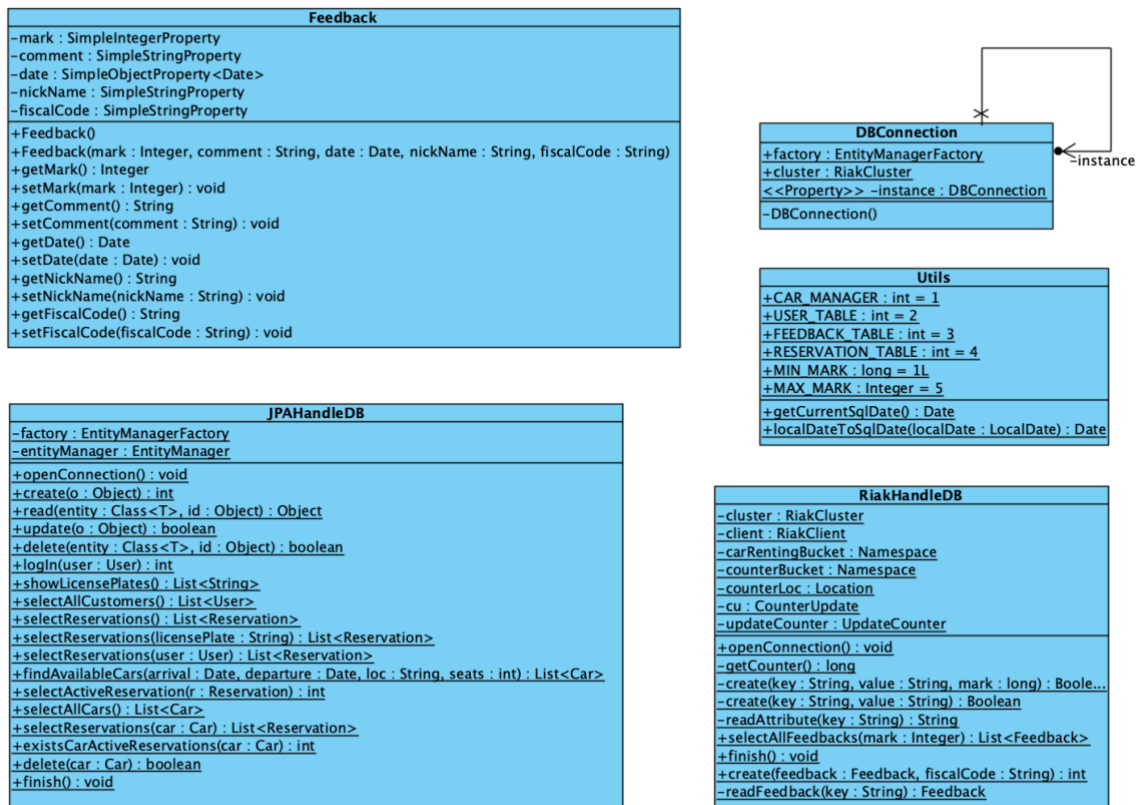 Feedback
-mark : SimpleIntegerProperty
-comment : SimpleStringProperty
-date : SimpleObjectProperty<Date>
-nickName : SimpleStringProperty
-fiscalCode : SimpleStringProperty
+Feedback()
+Feedback(mark : Integer, comment : String, date : Date, nickName : String, fiscalCode : String)
+getMark() : Integer
+setMark(mark : Integer) : void
+getComment() : String
+setComment(comment : String) : void
+getDate() : Date
+setDate(date : Date) : void
+getNickName() : String
+setNickName(nickName : String) : void
+getFiscalCode() : String
+setFiscalCode(fiscalCode : String) : void
DBConnection
+factory : EntityManagerFactory
+cluster : RiakCluster
<<Property>> -instance : DBConnection
-DBConnection()
-instance
Utils
+CAR_MANAGER : int = 1
+USER_TABLE : int = 2
+FEEDBACK_TABLE : int = 3
+RESERVATION_TABLE : int = 4
+MIN_MARK : long = 1L
+MAX_MARK : Integer = 5
+getCurrentSqlDate() : Date
+localDateToSqlDate(localDate : LocalDate) : Date
JPAHandleDB
-factory : EntityManagerFactory
-entityManager : EntityManager
+openConnection() : void
+create(o : Object) : int
+read(entity : Class<T>, id : Object) : Object
+update(o : Object) : boolean
+delete(entity : Class<T>, id : Object) : boolean
+logIn(user : User) : int
+showLicensePlates() : List<String>
+selectAllCustomers() : List<User>
+selectReservations() : List<Reservation>
+selectReservations(licensePlate : String) : List<Reservation>
+selectReservations(user : User) : List<Reservation>
+findAvailableCars(arrival : Date, departure : Date, loc : String, seats : int) : List<Car>
+selectActiveReservation(r : Reservation) : int
+selectAllCars() : List<Car>
+selectReservations(car : Car) : List<Reservation>
+existsCarActiveReservations(car : Car) : int
+delete(car : Car) : boolean
+finish() : void
RiakHandleDB
-cluster : RiakCluster
-client : RiakClient
-carRentingBucket : Namespace
-counterBucket : Namespace
-counterLoc : Location
-cu : CounterUpdate
-updateCounter : UpdateCounter
+openConnection() : void
-getCounter() : long
-create(key : String, value : String, mark : long) : Boole...
-create(key : String, value : String) : Boolean
-readAttribute(key : String) : String
+selectAllFeedbacks(mark : Integer) : List<Feedback>
+finish() : void
+create(feedback : Feedback, fiscalCode : String) : int
-readFeedback(key : String) : Feedback